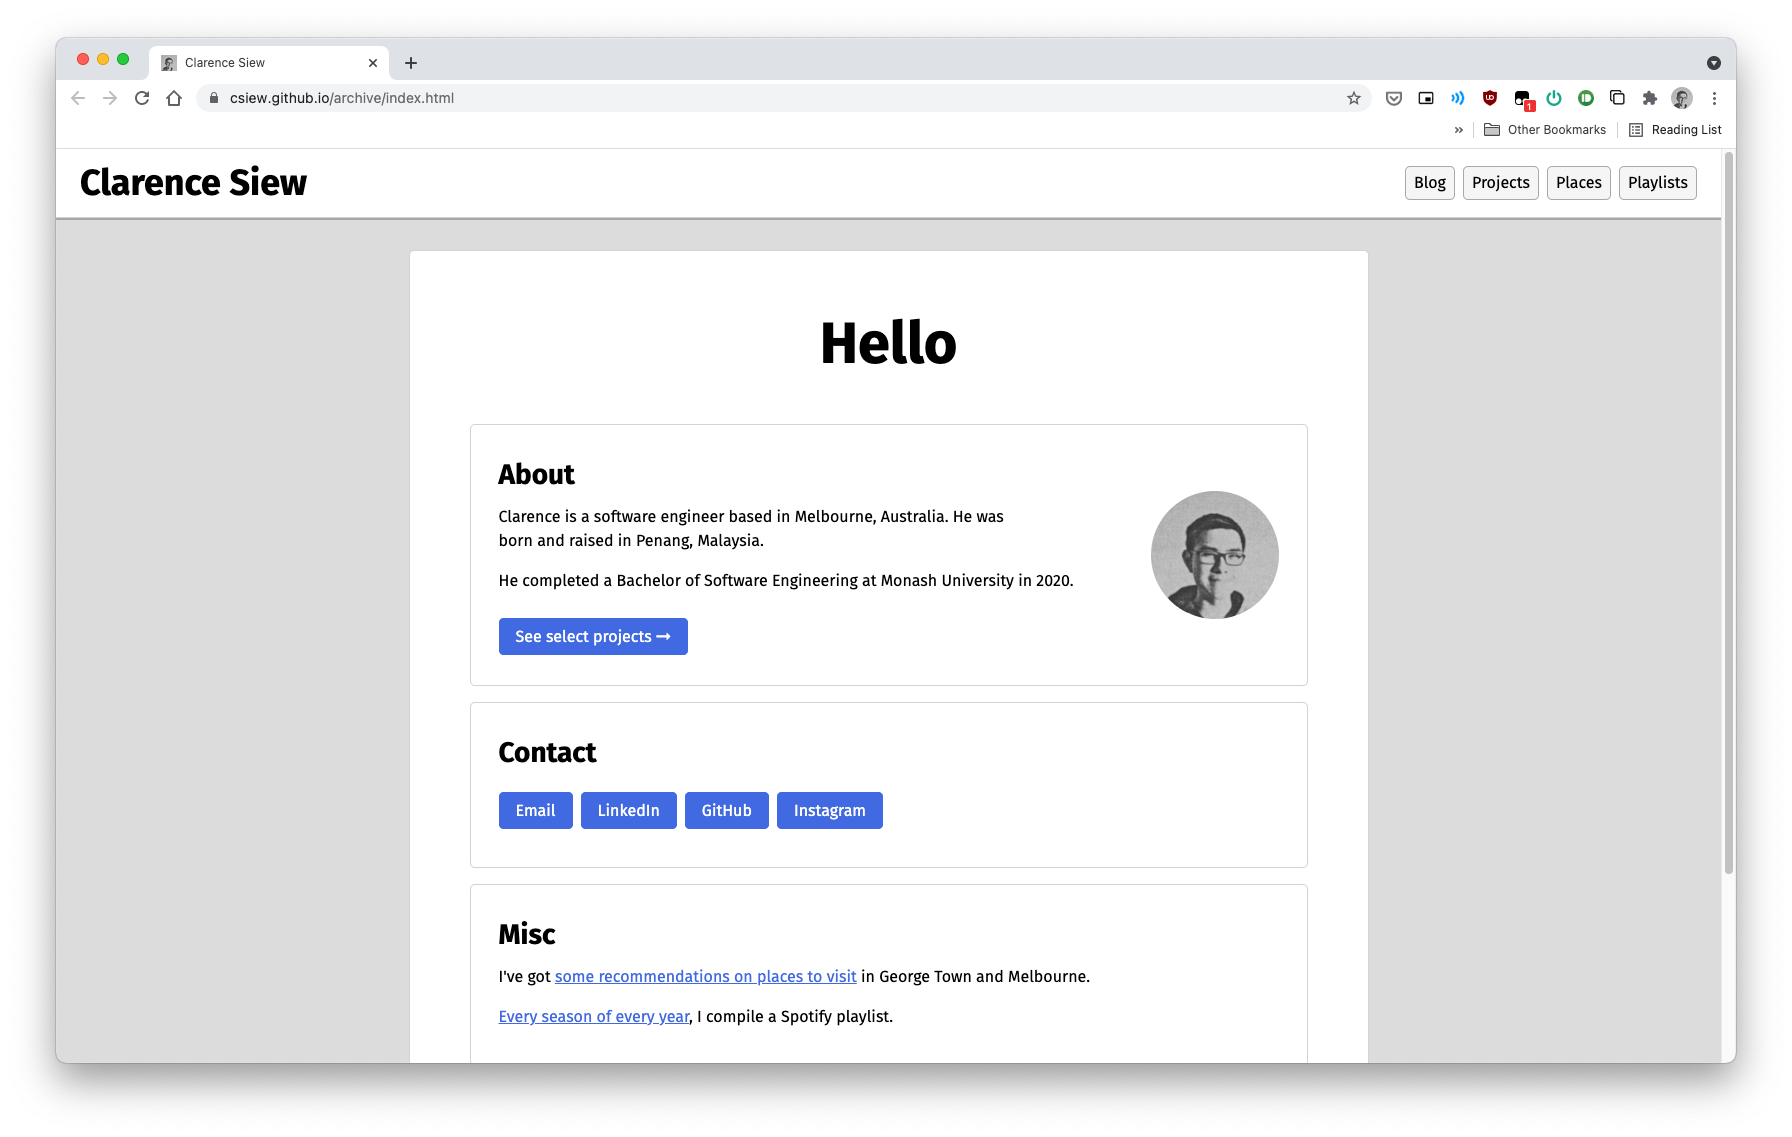 Clarence Siew
csiew.github.io/archive/index.html
UO
1
» Other Bookmarks Reading List
Clarence Siew
Blog Projects Places Playlists
Hello
About
Clarence is a software engineer based in Melbourne, Australia. He was
born and raised in Penang, Malaysia.
He completed a Bachelor of Software Engineering at Monash University in 2020.
See select projects →
Contact
Email LinkedIn GitHub Instagram
Misc
I've got some recommendations on places to visit in George Town and Melbourne.
Every season of every year, I compile a Spotify playlist.